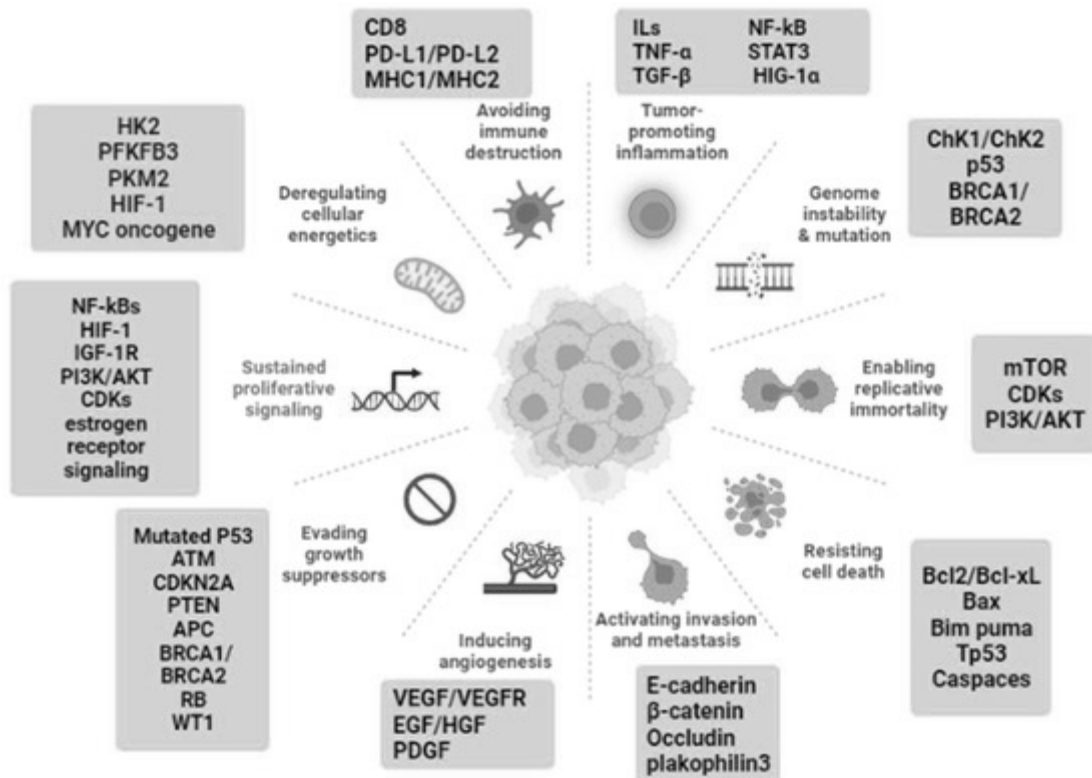 CD8
PD-L1/PD-L2
MHC1/MHC2
Avoiding
immune
destruction
ILs NF-kB
TNF-α STAT3
TGF-β HIG-1α
Tumor-
promoting
inflammation
ChK1/ChK2
p53
BRCA1/
BRCA2
Genome
instability
& mutation
mTOR
CDKs
PI3K/AKT
Enabling
replicative
immortality
Bcl2/Bcl-xL
Bax
Bim puma
Tp53
Caspaces
Resisting
cell death
E-cadherin
β-catenin
Occludin
plakophilin3
Activating invasion
and metastasis
VEGF/VEGFR
EGF/HGF
PDGF
Inducing
angiogenesis
Mutated P53
ATM
CDKN2A
PTEN
APC
BRCA1/
BRCA2
RB
WT1
Evading
growth
suppressors
NF-kBs
HIF-1
IGF-1R
PI3K/AKT
CDKs
estrogen
receptor
signaling
Sustained
proliferative
signaling
HK2
PFKFB3
PKM2
HIF-1
MYC oncogene
Deregulating
cellular
energetics